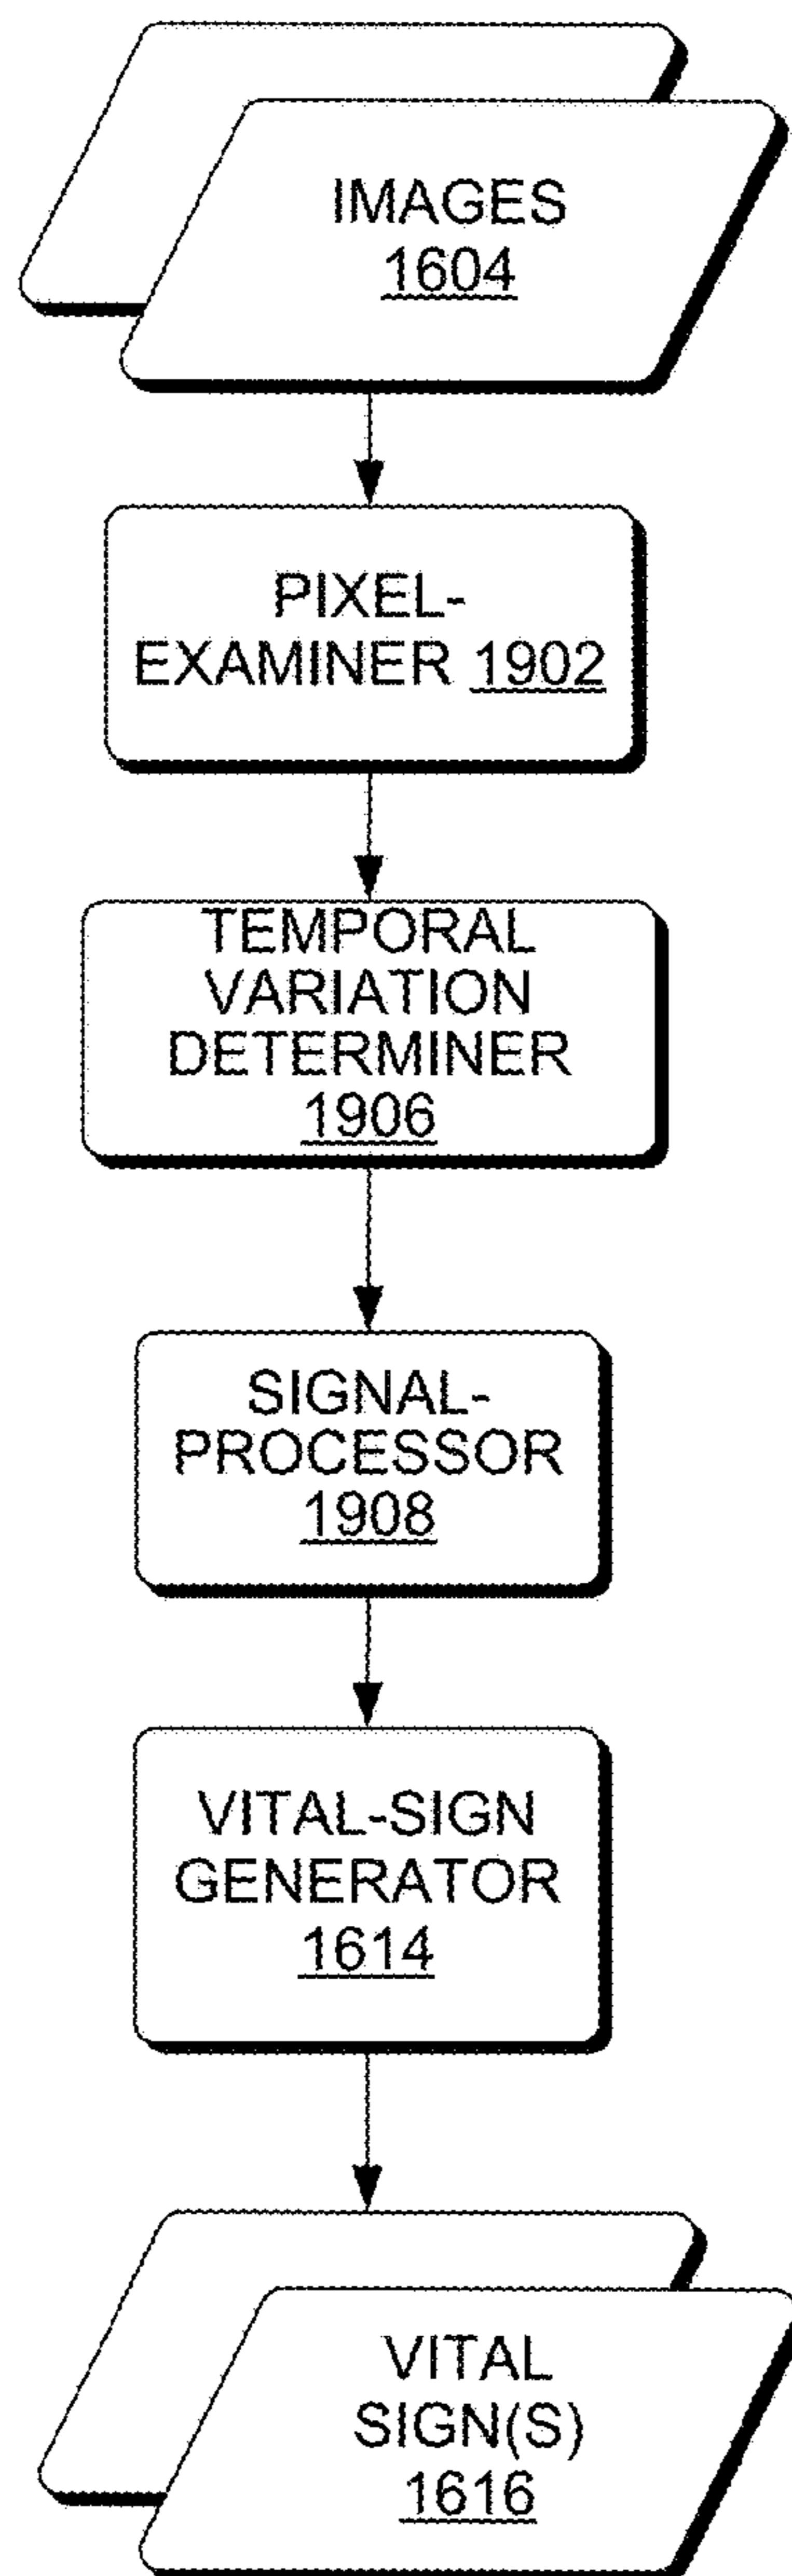 IMAGES
1604
PIXEL-
EXAMINER 1902
TEMPORAL
VARIATION
DETERMINER
1906
SIGNAL-
PROCESSOR
1908
VITAL-SIGN
GENERATOR
1614
VITAL
SIGN(S)
1616